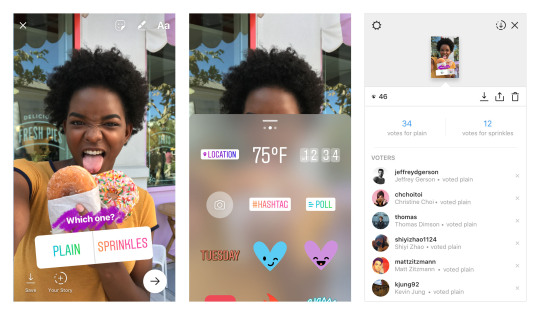 Aa
DELICIOUS
FRESH PIES
Which one?
PLAIN
SPRINKLES
Save
Your Story
LOCATION
75°F
12 34
#HASHTAG
POLL
TUESDAY
46
34
votes for plain
12
votes for sprinkles
VOTERS
jeffreydgerson
Jeffrey Gerson • voted plain
chchoitoi
Christine Choi • voted plain
thomas
Thomas Dimson • voted plain
shiyizhao1124
Shiyi Zhao • voted plain
mattzitzmann
Matt Zitzmann • voted plain
kjung92
Kevin Jung • voted plain